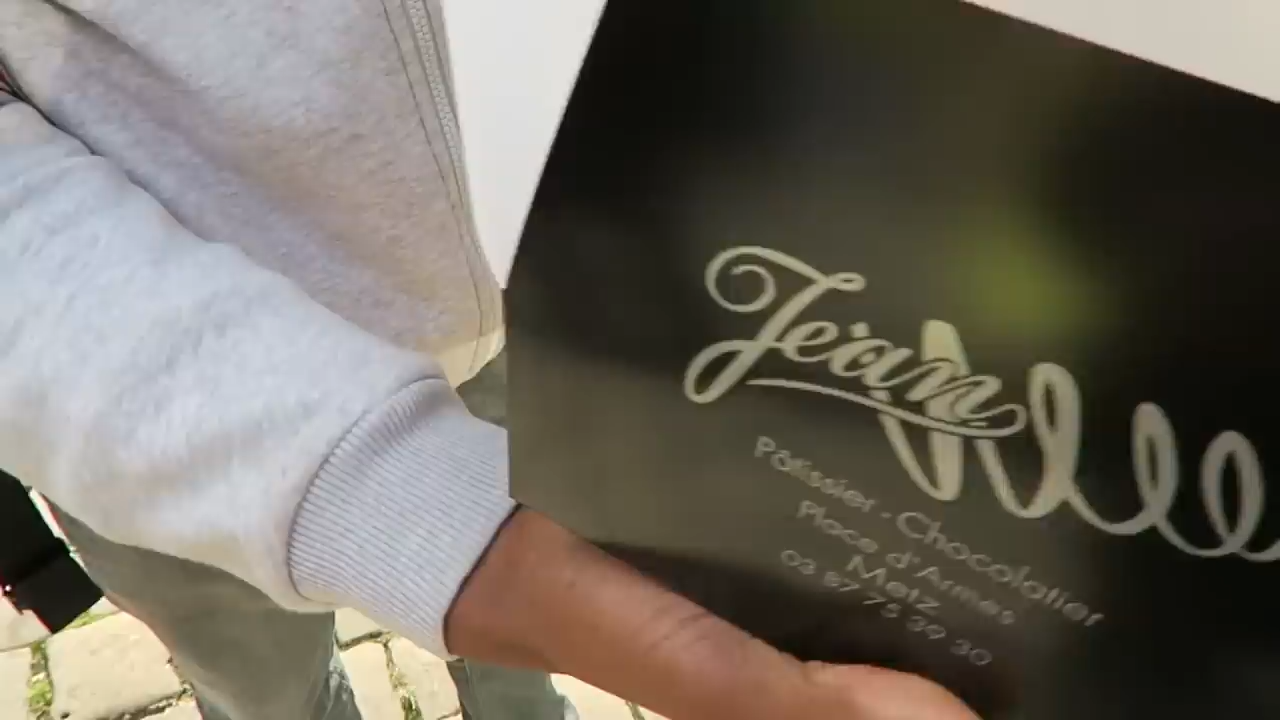 Jean
Pâtissier - Chocolatier
Place d'Armes
Metz
03 87 75 39 30